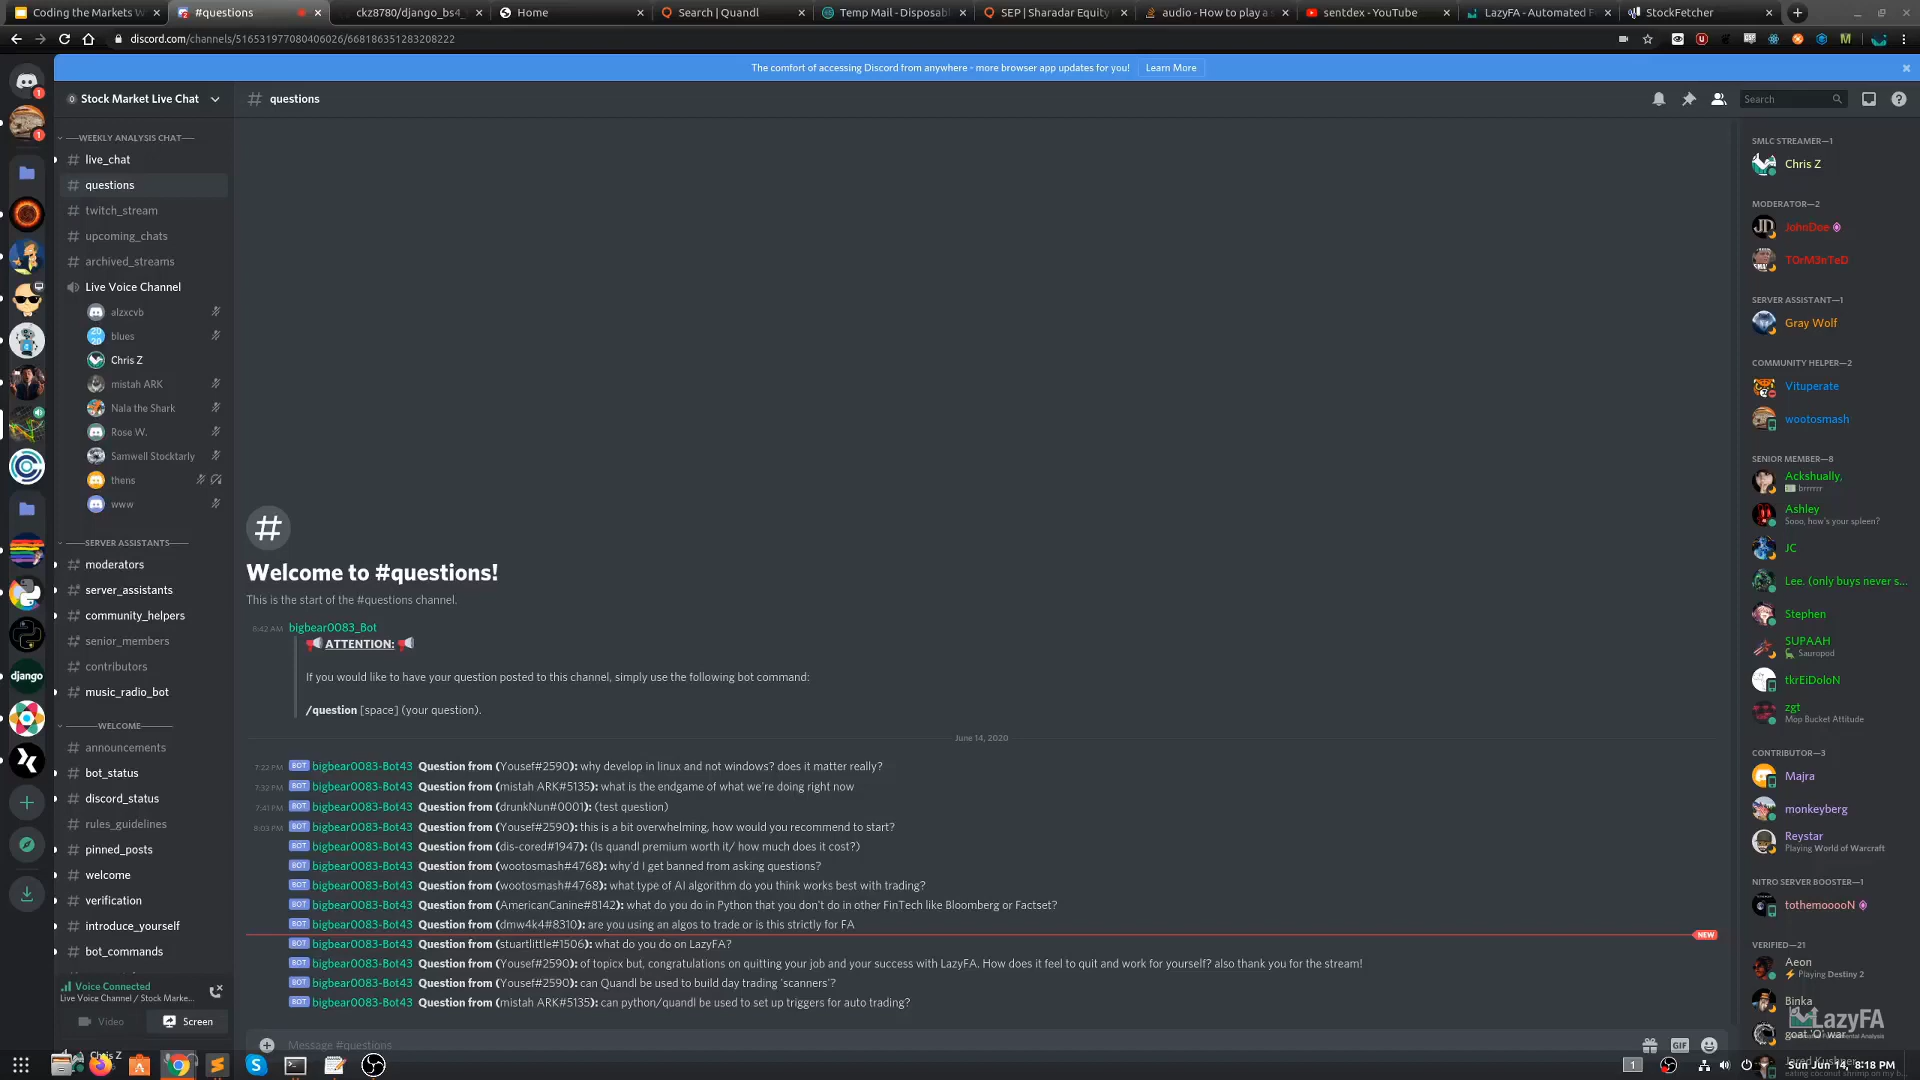 Coding the Markets W
#questions
ckz8780/django_bs4_
Home
Search | Quandl
Temp Mail - Disposab
SEP | Sharadar Equity
audio - How to play a s
sentdex - YouTube
LazyFA - Automated F
StockFetcher
discord.com/channels/516531977080406026/668186351283208222
The comfort of accessing Discord from anywhere - more browser app updates for you!
Learn More
Stock Market Live Chat
questions
Search
WEEKLY ANALYSIS CHAT
live_chat
questions
twitch_stream
upcoming_chats
archived_streams
Live Voice Channel
alzxcvb
blues
Chris Z
mistah ARK
Nala the Shark
Rose W.
Samwell Stocktarly
thens
www
SERVER ASSISTANTS
moderators
server_assistants
community_helpers
senior_members
contributors
music_radio_bot
WELCOME
announcements
bot_status
discord_status
rules_guidelines
pinned_posts
welcome
verification
introduce_yourself
bot_commands
Voice Connected
Live Voice Channel / Stock Marke...
Video
Screen
Chris Z
django
Welcome to #questions!
This is the start of the #questions channel.
8:42 AM bigbear0083_Bot
ATTENTION:
If you would like to have your question posted to this channel, simply use the following bot command:
/question [space] (your question).
June 14, 2020
7:22 PM BOT bigbear0083-Bot43 Question from (Yousef#2590): why develop in linux and not windows? does it matter really?
7:32 PM BOT bigbear0083-Bot43 Question from (mistah ARK#5135): what is the endgame of what we're doing right now
7:41 PM BOT bigbear0083-Bot43 Question from (drunkNun#0001): (test question)
8:03 PM BOT bigbear0083-Bot43 Question from (Yousef#2590): this is a bit overwhelming, how would you recommend to start?
BOT bigbear0083-Bot43 Question from (dis-cored#1947): (Is quandl premium worth it/ how much does it cost?)
BOT bigbear0083-Bot43 Question from (wootosmash#4768): why'd I get banned from asking questions?
BOT bigbear0083-Bot43 Question from (wootosmash#4768): what type of AI algorithm do you think works best with trading?
BOT bigbear0083-Bot43 Question from (AmericanCanine#8142): what do you do in Python that you don't do in other FinTech like Bloomberg or Factset?
BOT bigbear0083-Bot43 Question from (dmw4k4#8310): are you using an algos to trade or is this strictly for FA
NEW
BOT bigbear0083-Bot43 Question from (stuartlittle#1506): what do you do on LazyFA?
BOT bigbear0083-Bot43 Question from (Yousef#2590): of topicx but, congratulations on quitting your job and your success with LazyFA. How does it feel to quit and work for yourself? also thank you for the stream!
BOT bigbear0083-Bot43 Question from (Yousef#2590): can Quandl be used to build day trading 'scanners'?
BOT bigbear0083-Bot43 Question from (mistah ARK#5135): can python/quandl be used to set up triggers for auto trading?
Message #questions
GIF
SMLC STREAMER—1
Chris Z
MODERATOR—2
JohnDoe
TOrM3nTeD
SERVER ASSISTANT—1
Gray Wolf
COMMUNITY HELPER—2
Vituperate
wootosmash
SENIOR MEMBER—8
Ackshually,
brrrrrr
Ashley
Sooo, how's your spleen?
JC
Lee. (only buys never s...
Stephen
SUPAAH
Sauropod
tkrEiDoloN
zgt
Mop Bucket Attitude
CONTRIBUTOR—3
Majra
monkeyberg
Reystar
Playing World of Warcraft
NITRO SERVER BOOSTER—1
tothemooooN
VERIFIED—21
Aeon
Playing Destiny 2
Binka
goat 'O' war
LazyFA
Jared Kushner
1
Sun Jun 14, 8:18 PM